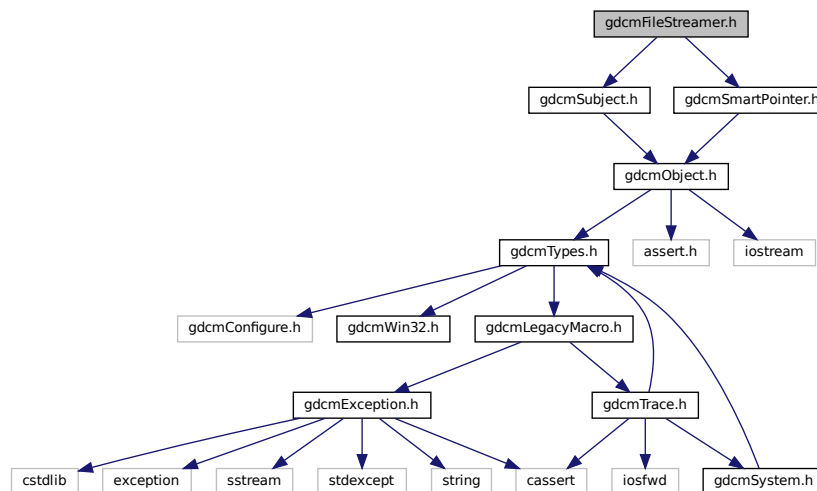 gdcmFileStreamer.h
gdcmSubject.h
gdcmSmartPointer.h
gdcmObject.h
gdcmTypes.h
assert.h
iostream
gdcmConfigure.h
gdcmWin32.h
gdcmLegacyMacro.h
gdcmException.h
gdcmTrace.h
cstdlib
exception
sstream
stdexcept
string
cassert
iosfwd
gdcmSystem.h